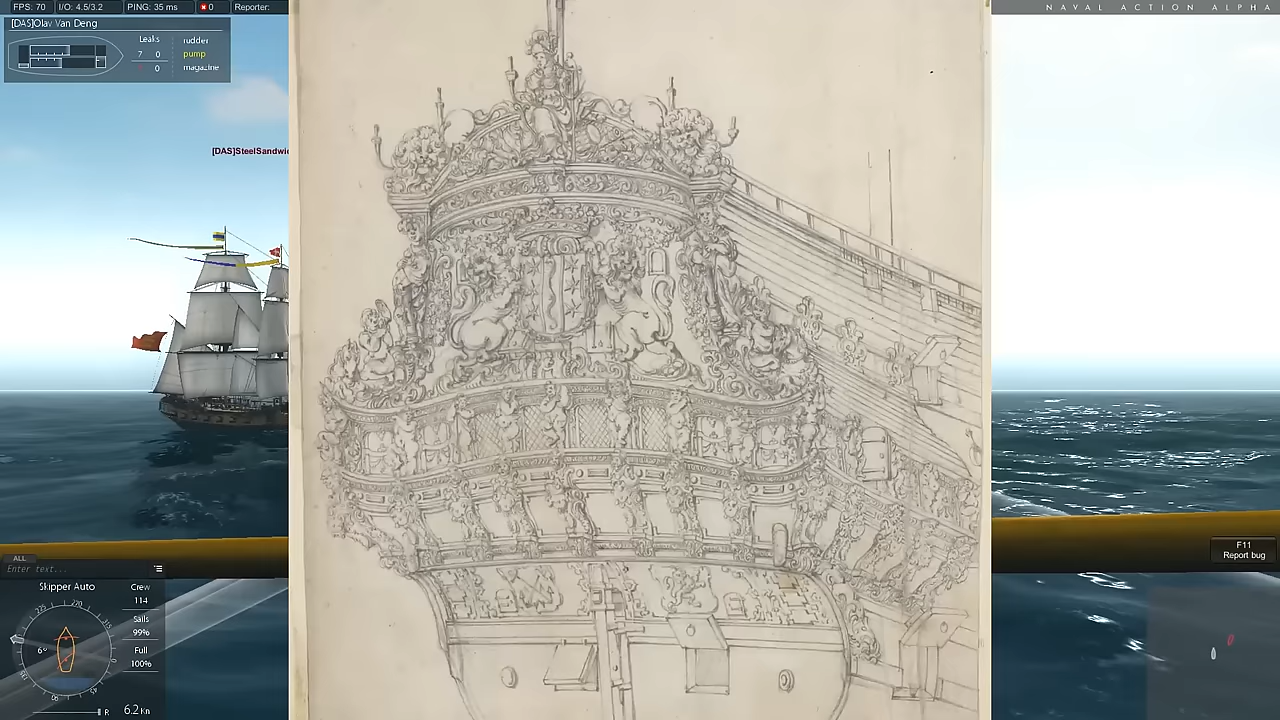 FPS: 70 I/O: 4.5/3.2 PING: 35 ms 0 Reporter:
NAVAL ACTION ALPHA
[DAS]Olav Van Deng
Leaks
7 0
0
rudder
pump
magazine
[DAS]SteelSandwi
F11
Report bug
ALL
Enter text...
Skipper Auto
Crew
114
Sails
99%
Full
100%
6°
R
6.2 Kn